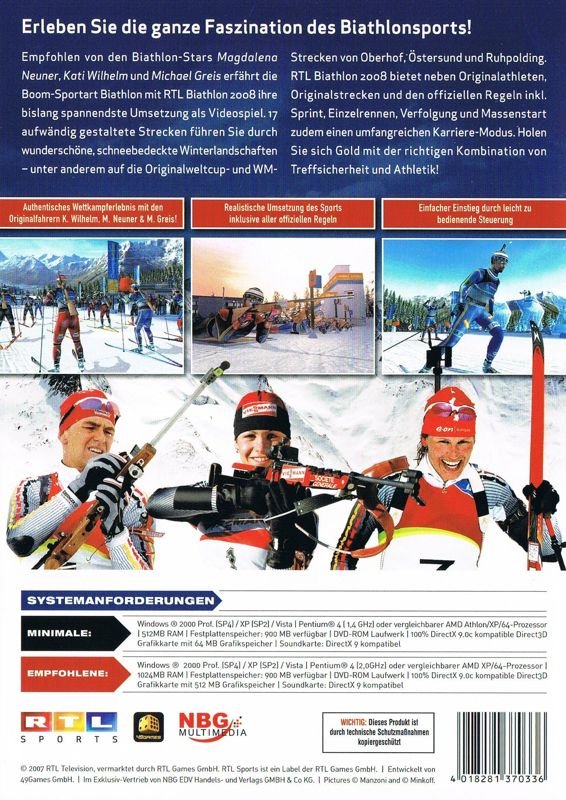 Erleben Sie die ganze Faszination des Biathlonsports!
Empfohlen von den Biathlon-Stars Magdalena
Neuner, Kati Wilhelm und Michael Greis erfährt die
Boom-Sportart Biathlon mit RTL Biathlon 2008 ihre
bislang spannendste Umsetzung als Videospiel. 17
aufwändig gestaltete Strecken führen Sie durch
wunderschöne, schneebedeckte Winterlandschaften
– unter anderem auf die Originalweltcup- und WM-
Strecken von Oberhof, Östersund und Ruhpolding.
RTL Biathlon 2008 bietet neben Originalathleten,
Originalstrecken und den offiziellen Regeln inkl.
Sprint, Einzelrennen, Verfolgung und Massenstart
zudem einen umfangreichen Karriere-Modus. Holen
Sie sich Gold mit der richtigen Kombination von
Treffsicherheit und Athletik!
Authentisches Wettkampferlebnis mit den
Originalfahrern K. Wilhelm, M. Neuner & M. Greis!
Realistische Umsetzung des Sports
inklusive aller offiziellen Regeln
Einfacher Einstieg durch leicht zu
bedienende Steuerung
VIESSMANN
VIESSMANN
SOCIETE
GENERALE
e·on
3
SYSTEMANFORDERUNGEN
MINIMALE:
Windows ® 2000 Prof. (SP4) / XP (SP2) / Vista | Pentium® 4 (1,4 GHz) oder vergleichbarer AMD Athlon/XP/64-Prozessor
| 512MB RAM | Festplattenspeicher: 900 MB verfügbar | DVD-ROM Laufwerk | 100% DirectX 9.0c kompatible Direct3D
Grafikkarte mit 64 MB Grafikspeicher | Soundkarte: DirectX 9 kompatibel
EMPFOHLENE:
Windows ® 2000 Prof. (SP4) / XP (SP2) / Vista | Pentium® 4 (2,0GHz) oder vergleichbarer AMD XP/64-Prozessor |
1024MB RAM | Festplattenspeicher: 900 MB verfügbar | DVD-ROM Laufwerk | 100% DirectX 9.0c kompatible Direct3D
Grafikkarte mit 512 MB Grafikspeicher | Soundkarte: DirectX 9 kompatibel
RTL
SPORTS
49GAMES
NBG
MULTIMEDIA
WICHTIG: Dieses Produkt ist
durch technische Schutzmaßnahmen
kopiergeschützt!
© 2007 RTL Television, vermarktet durch RTL Games GmbH. RTL Sports ist ein Label der RTL Games GmbH. | Entwickelt von
49Games GmbH. | Im Exklusiv-Vertrieb von NBG EDV Handels- und Verlags GMBH & Co KG. | Pictures © Manzoni and © Minkoff.
4 018281 370336